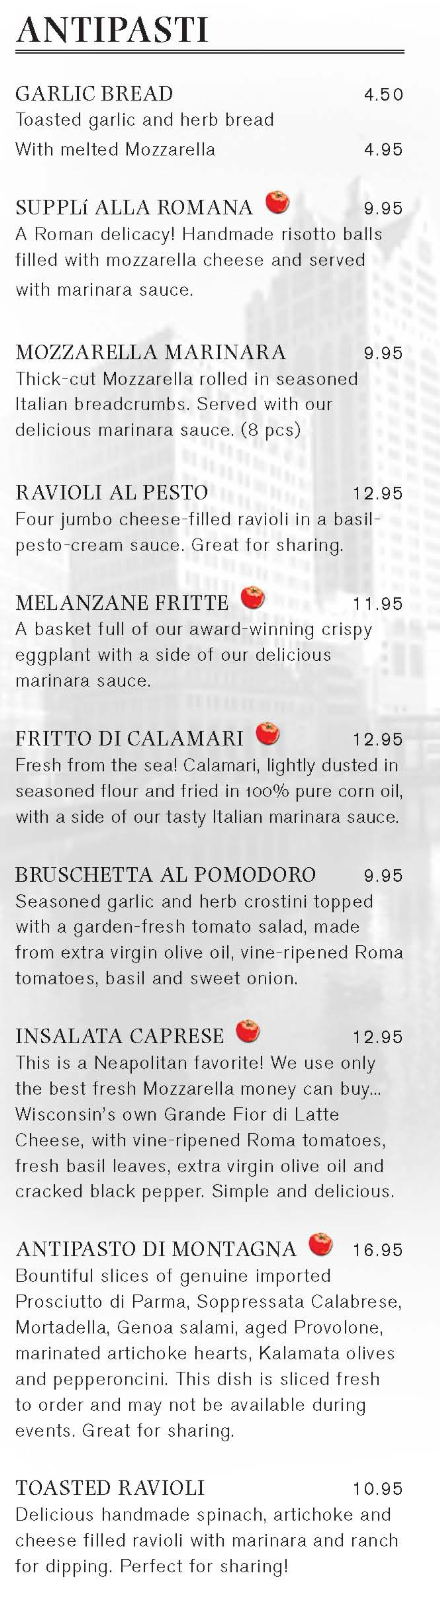 ANTIPASTI
GARLIC BREAD 4.50
Toasted garlic and herb bread
With melted Mozzarella 4.95
SUPPLí ALLA ROMANA 9.95
A Roman delicacy! Handmade risotto balls
filled with mozzarella cheese and served
with marinara sauce.
MOZZARELLA MARINARA 9.95
Thick-cut Mozzarella rolled in seasoned
Italian breadcrumbs. Served with our
delicious marinara sauce. (8 pcs)
RAVIOLI AL PESTO 12.95
Four jumbo cheese-filled ravioli in a basil-
pesto-cream sauce. Great for sharing.
MELANZANE FRITTE 11.95
A basket full of our award-winning crispy
eggplant with a side of our delicious
marinara sauce.
FRITTO DI CALAMARI 12.95
Fresh from the sea! Calamari, lightly dusted in
seasoned flour and fried in 100% pure corn oil,
with a side of our tasty Italian marinara sauce.
BRUSCHETTA AL POMODORO 9.95
Seasoned garlic and herb crostini topped
with a garden-fresh tomato salad, made
from extra virgin olive oil, vine-ripened Roma
tomatoes, basil and sweet onion.
INSALATA CAPRESE 12.95
This is a Neapolitan favorite! We use only
the best fresh Mozzarella money can buy...
Wisconsin's own Grande Fior di Latte
Cheese, with vine-ripened Roma tomatoes,
fresh basil leaves, extra virgin olive oil and
cracked black pepper. Simple and delicious.
ANTIPASTO DI MONTAGNA 16.95
Bountiful slices of genuine imported
Prosciutto di Parma, Soppressata Calabrese,
Mortadella, Genoa salami, aged Provolone,
marinated artichoke hearts, Kalamata olives
and pepperoncini. This dish is sliced fresh
to order and may not be available during
events. Great for sharing.
TOASTED RAVIOLI 10.95
Delicious handmade spinach, artichoke and
cheese filled ravioli with marinara and ranch
for dipping. Perfect for sharing!